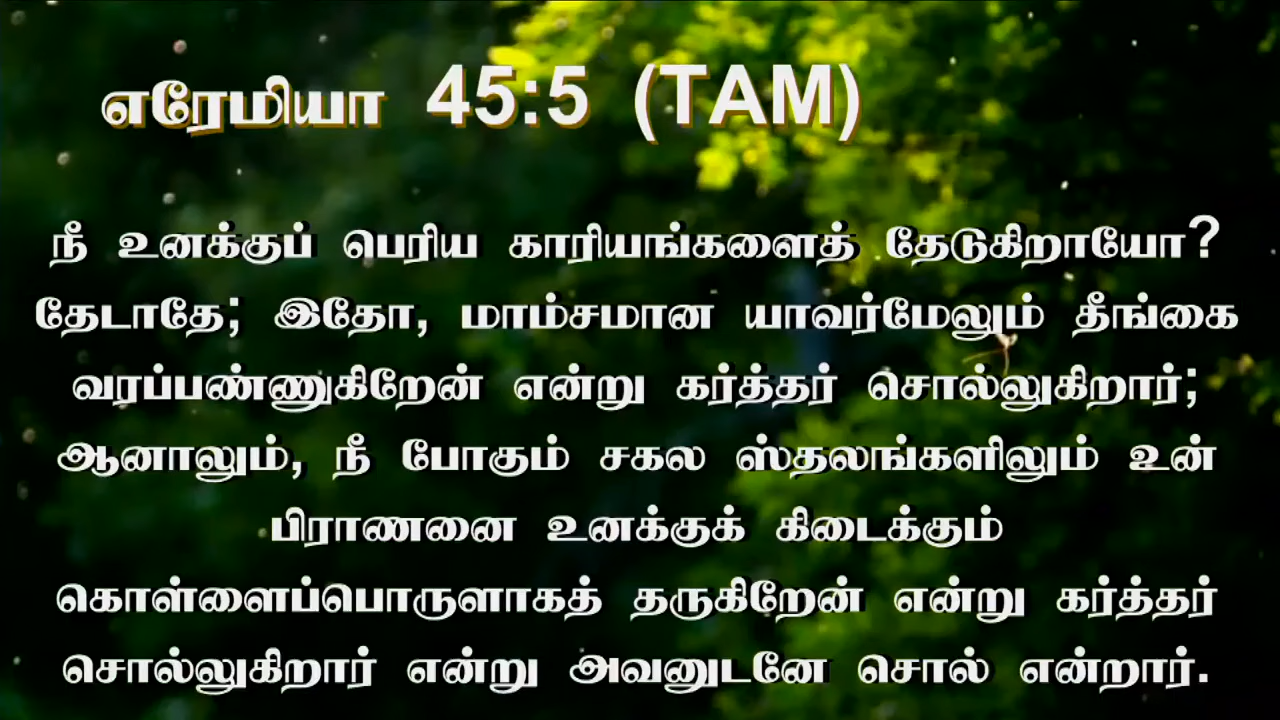 எரேமியா 45:5 (TAM)
நீ உனக்குப் பெரிய காரியங்களைத் தேடுகிறாயோ?
தேடாதே; இதோ, மாம்சமான யாவர்மேலும் தீங்கை
வரப்பண்ணுகிறேன் என்று கர்த்தர் சொல்லுகிறார்;
ஆனாலும், நீ போகும் சகல ஸ்தலங்களிலும் உன்
பிராணனை உனக்குக் கிடைக்கும்
கொள்ளைப்பொருளாகத் தருகிறேன் என்று கர்த்தர்
சொல்லுகிறார் என்று அவனுடனே சொல் என்றார்.